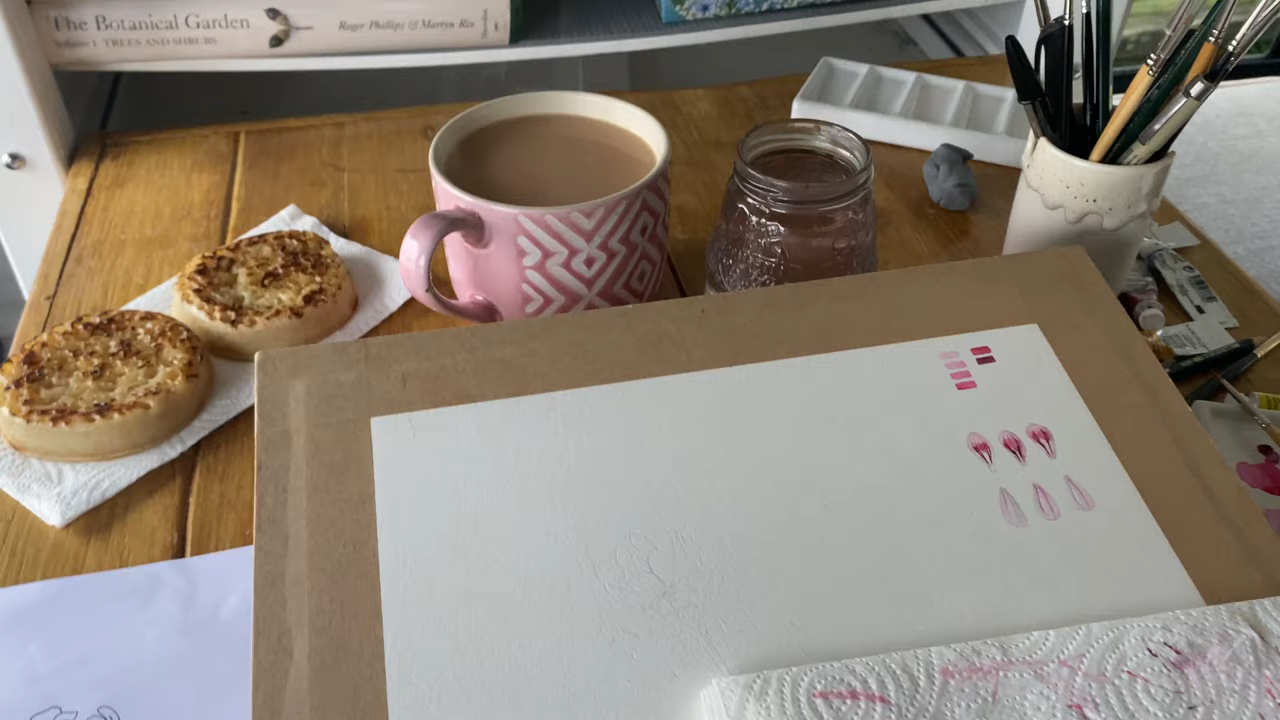 The Botanical Garden
Roger Phillips & Martyn Rix
Volume 1 TREES AND SHRUBS